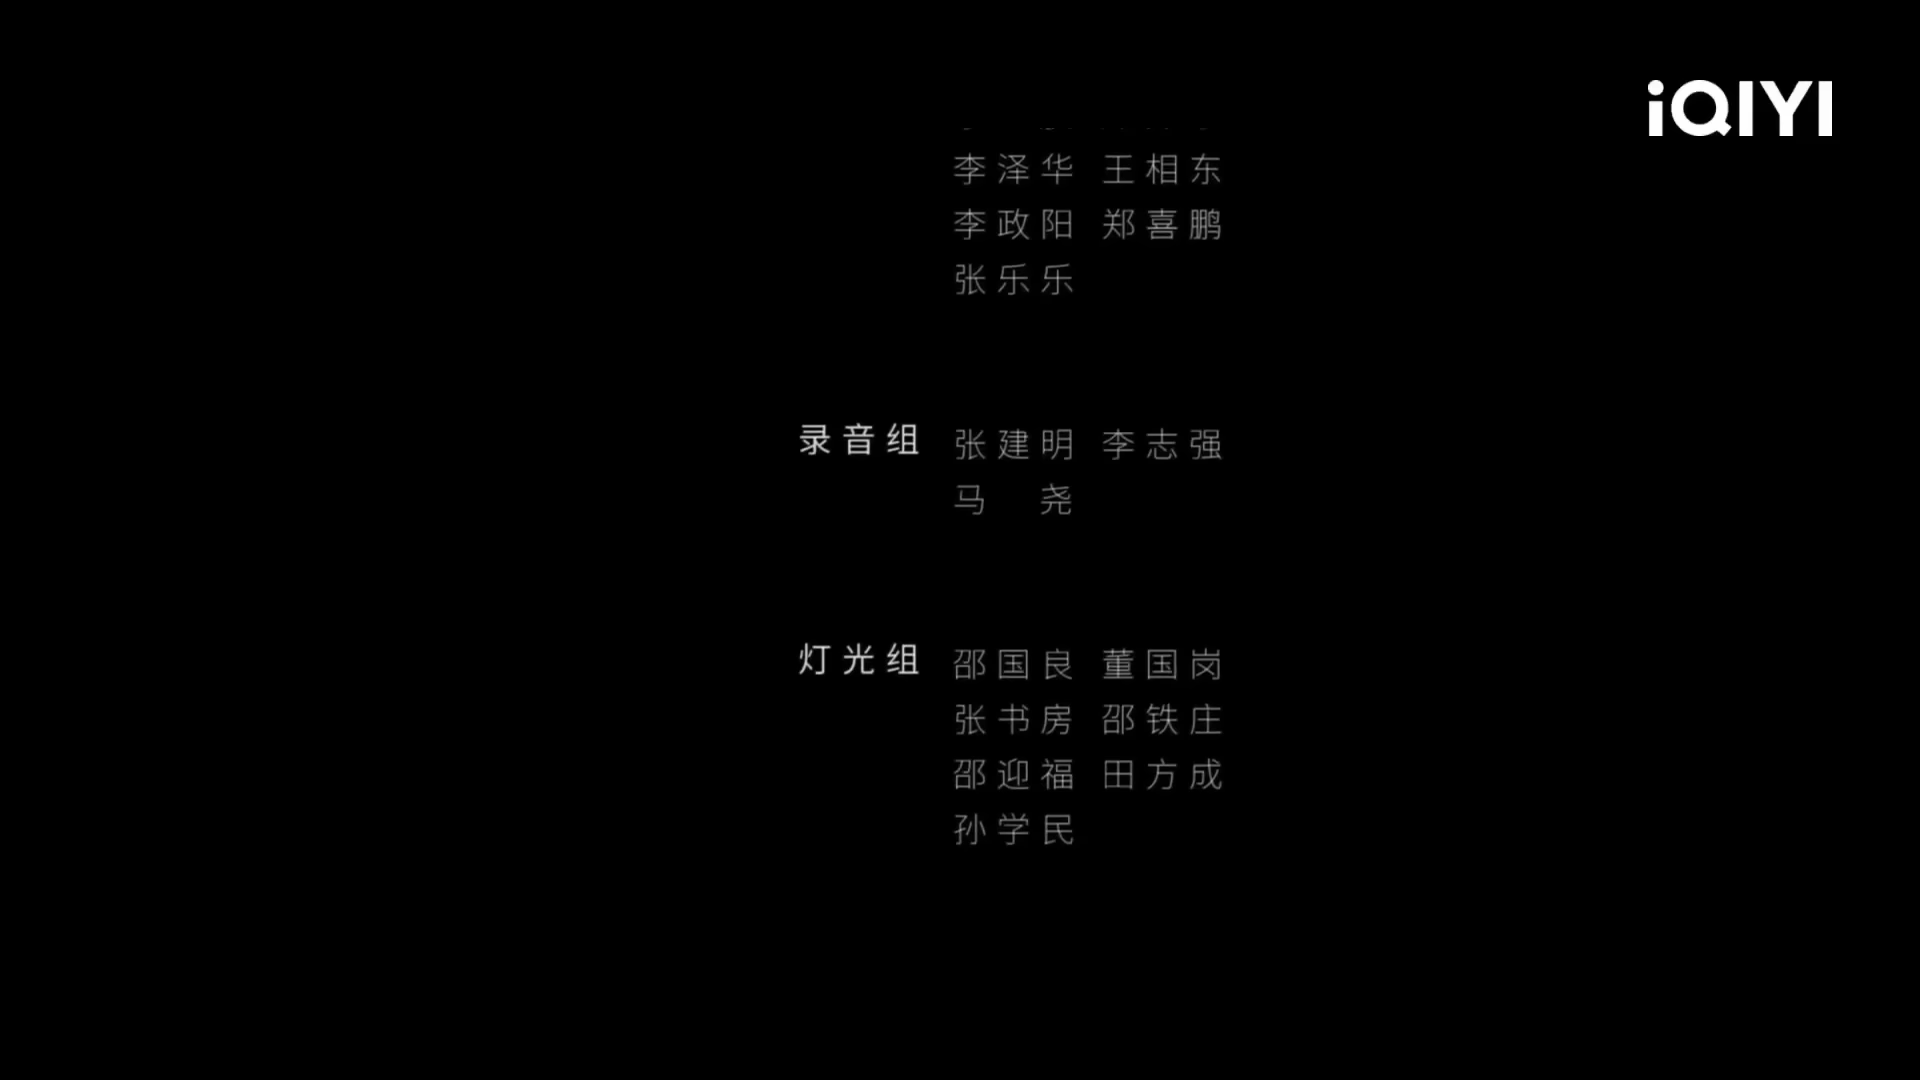 iQIYI
李泽华 王相东
李政阳 郑喜鹏
张乐乐
录音组 张建明 李志强
马 尧
灯光组 邵国良 董国岗
张书房 邵铁庄
邵迎福 田方成
孙学民